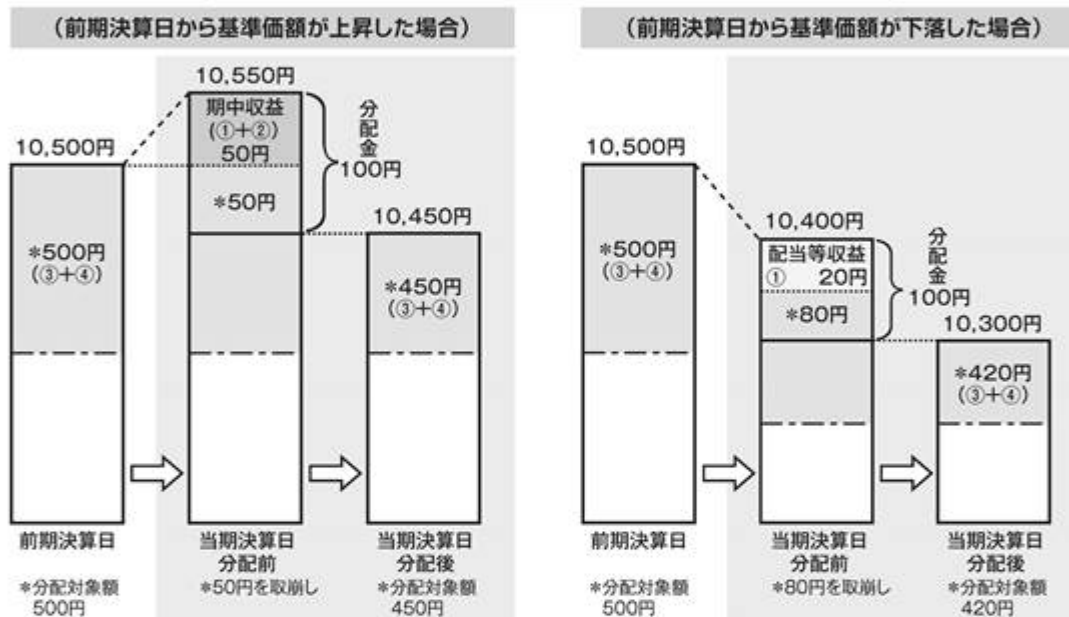 （前期決算日から基準価額が上昇した場合）
10,550円
期中収益
（①＋②）
50円
分配金
100円
10,500円
＊50円
10,450円
＊500円
（③＋④）
＊450円
（③＋④）
前期決算日
当期決算日
分配前
当期決算日
分配後
＊分配対象額
500円
＊50円を取崩し
＊分配対象額
450円
（前期決算日から基準価額が下落した場合）
10,500円
10,400円
配当等収益
① 20円
分配金
100円
＊500円
（③＋④）
＊80円
10,300円
＊420円
（③＋④）
前期決算日
当期決算日
分配前
当期決算日
分配後
＊分配対象額
500円
＊80円を取崩し
＊分配対象額
420円